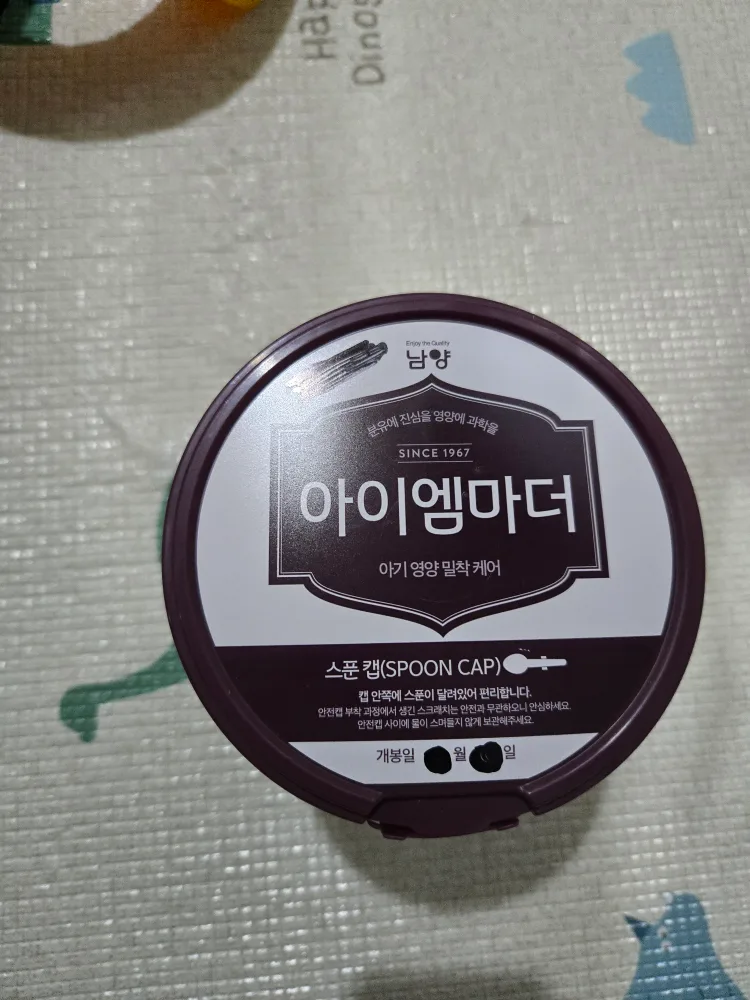 Ha
Dino
Enjoy the Quality
남양
분유에 진심을 영양에 과학을
SINCE 1967
아이엠마더
아기 영양 밀착 케어
스푼 캡(SPOON CAP)
캡 안쪽에 스푼이 달려있어 편리합니다.
안전캡 부착 과정에서 생긴 스크래치는 안전과 무관하오니 안심하세요.
안전캡 사이에 물이 스며들지 않게 보관해주세요.
개봉일 월 일